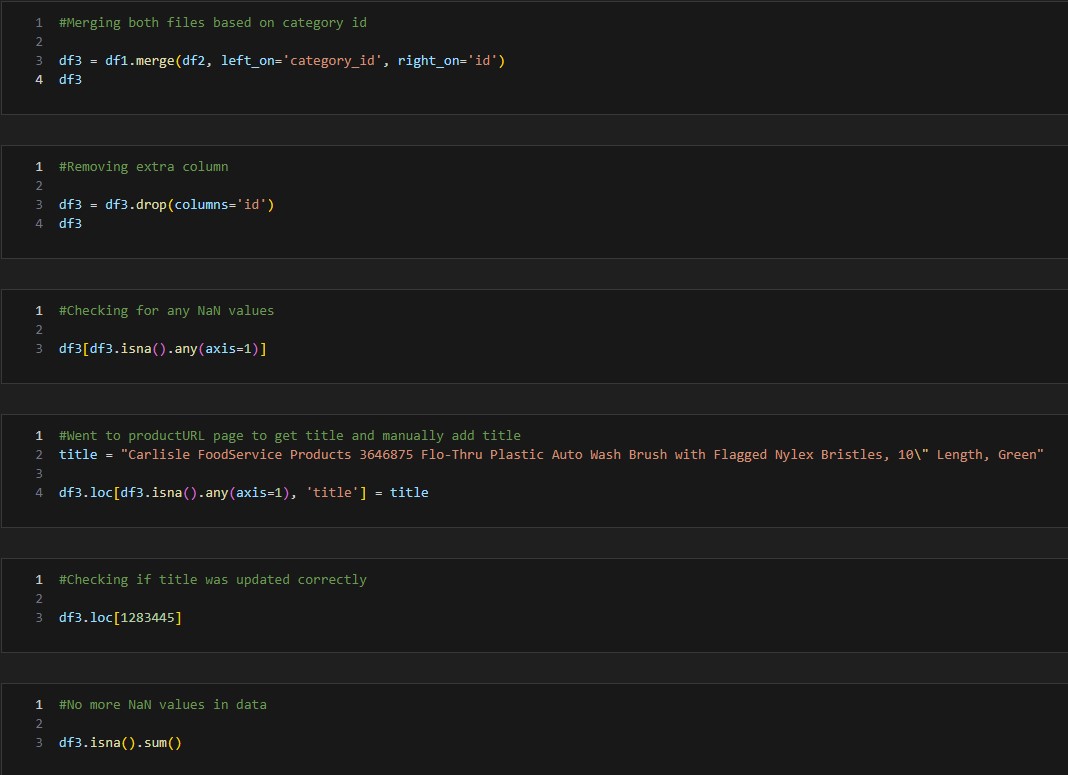 1 #Merging both files based on category id
2
3 df3 = df1.merge(df2, left_on='category_id', right_on='id')
4 df3
1 #Removing extra column
2
3 df3 = df3.drop(columns='id')
4 df3
1 #Checking for any NaN values
2
3 df3[df3.isna().any(axis=1)]
1 #Went to productURL page to get title and manually add title
2 title = "Carlisle FoodService Products 3646875 Flo-Thru Plastic Auto Wash Brush with Flagged Nylex Bristles, 10\" Length, Green"
3
4 df3.loc[df3.isna().any(axis=1), 'title'] = title
1 #Checking if title was updated correctly
2
3 df3.loc[1283445]
1 #No more NaN values in data
2
3 df3.isna().sum()